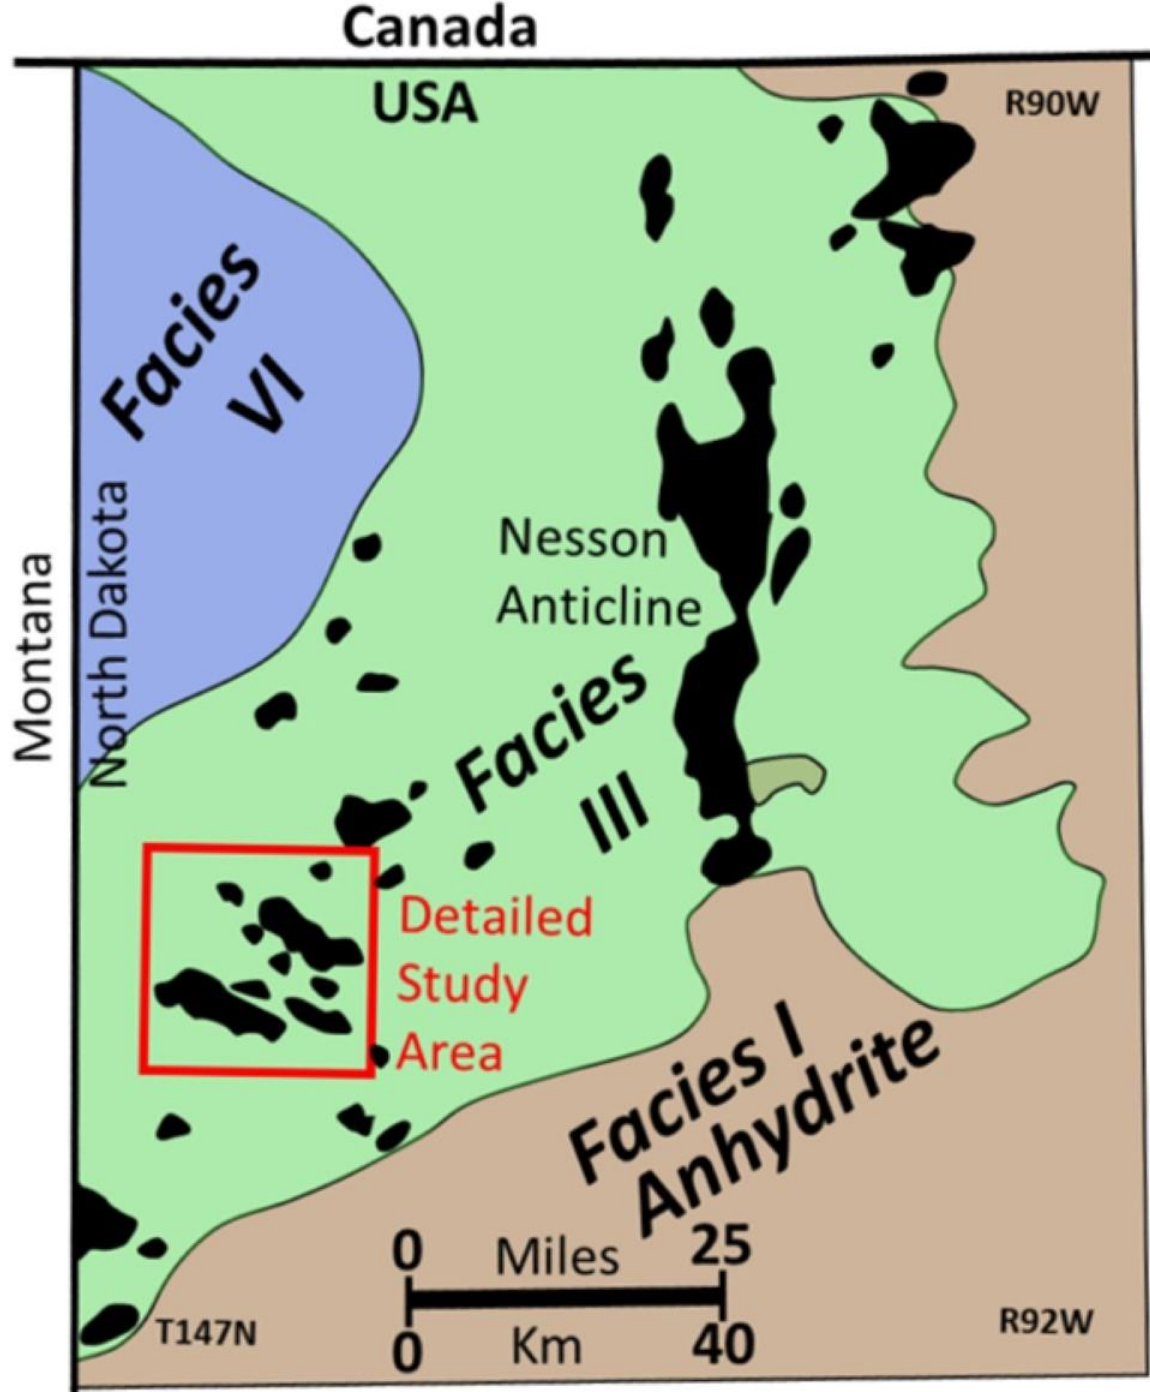 Canada
USA
R90W
Facies
VI
Montana
North Dakota
Nesson
Anticline
Facies
III
Detailed
Study
Area
Facies I
Anhydrite
0 Miles 25
0 Km 40
T147N
R92W